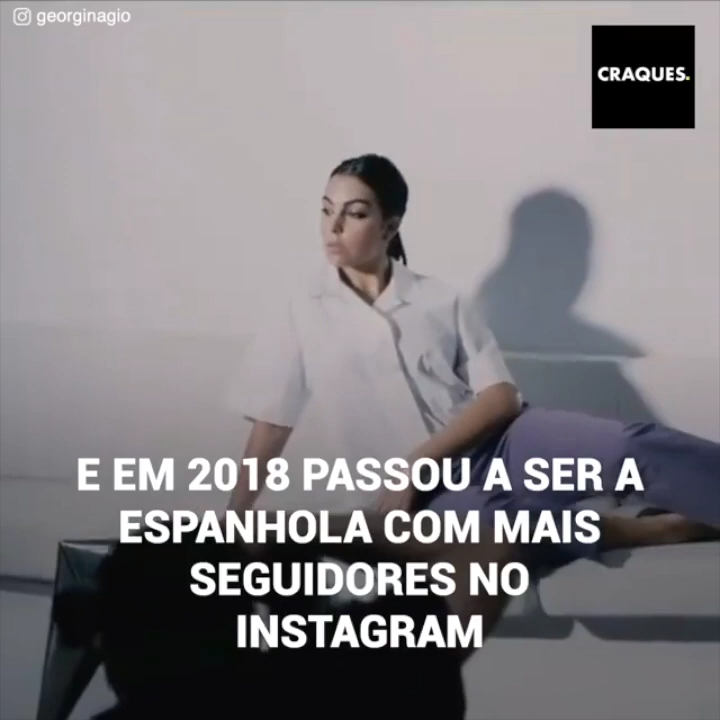 georginagio
CRAQUES.
E EM 2018 PASSOU A SER A
ESPANHOLA COM MAIS
SEGUIDORES NO
INSTAGRAM